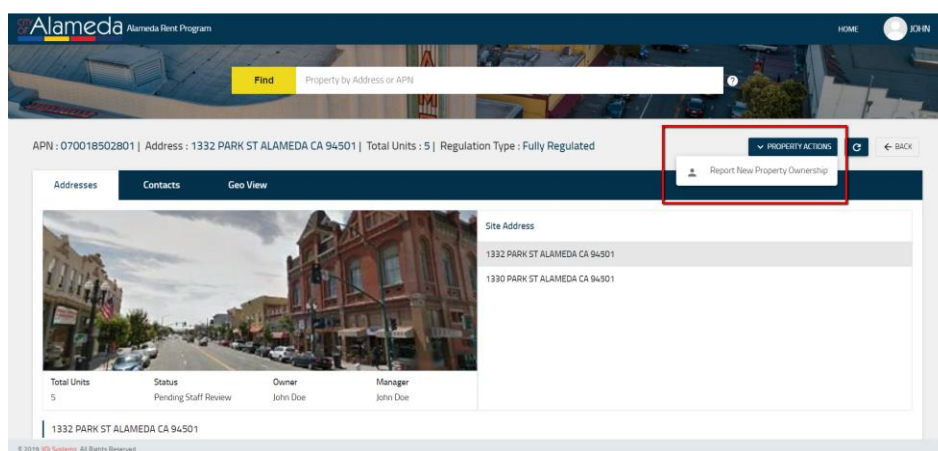 CITY OF Alameda Alameda Rent Program HOME JOHN
Find Property by Address or APN ?
APN : 070018502801 | Address : 1332 PARK ST ALAMEDA CA 94501 | Total Units : 5 | Regulation Type : Fully Regulated
PROPERTY ACTIONS
BACK
Report New Property Ownership
Addresses Contacts Geo View
Site Address
1332 PARK ST ALAMEDA CA 94501
1330 PARK ST ALAMEDA CA 94501
Total Units Status Owner Manager
5 Pending Staff Review John Doe John Doe
1332 PARK ST ALAMEDA CA 94501
© 2019 3Di Systems. All Rights Reserved.